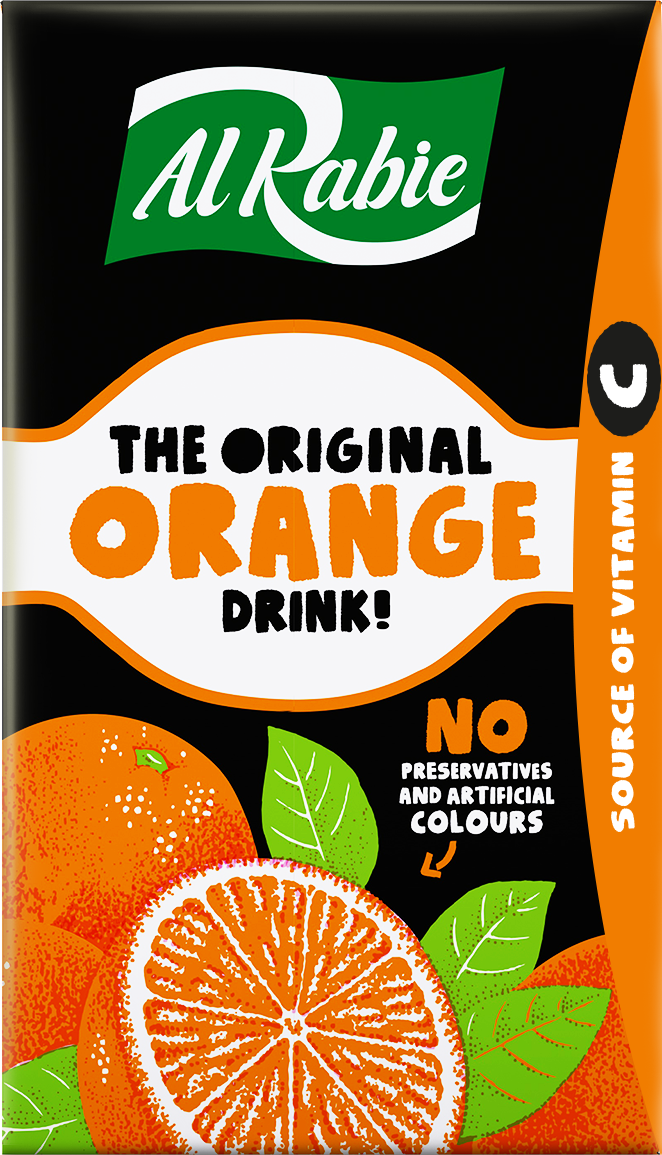 Al Rabie
THE ORIGINAL
ORANGE
DRINK!
NO
PRESERVATIVES
AND ARTIFICIAL
COLOURS
SOURCE OF VITAMIN C